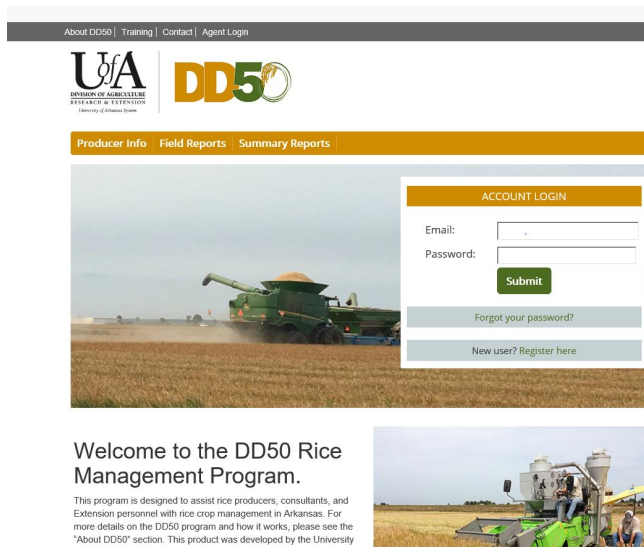 About DD50 | Training | Contact | Agent Login
UofA
DIVISION OF AGRICULTURE
RESEARCH & EXTENSION
University of Arkansas System
DD50
Producer Info | Field Reports | Summary Reports
ACCOUNT LOGIN
Email:
Password:
Submit
Forgot your password?
New user? Register here
Welcome to the DD50 Rice
Management Program.
This program is designed to assist rice producers, consultants, and
Extension personnel with rice crop management in Arkansas. For
more details on the DD50 program and how it works, please see the
"About DD50" section. This product was developed by the University